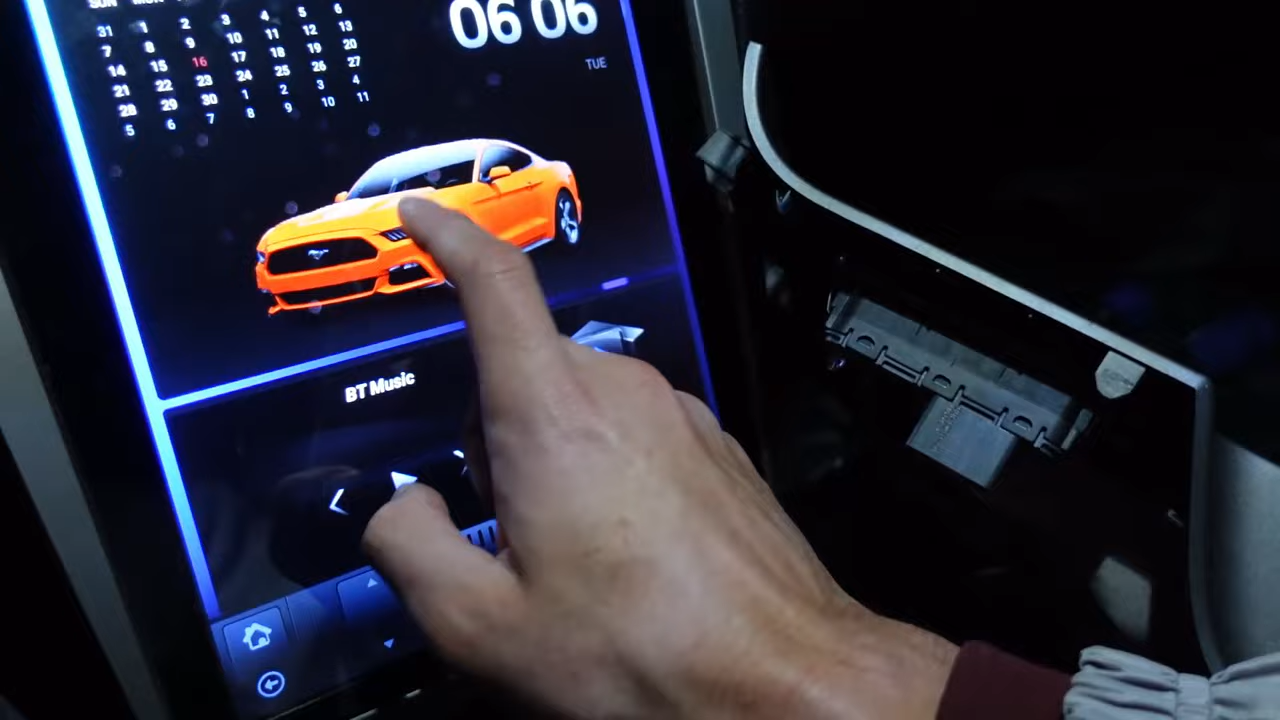 SUN MON
31 1 2 3 4 5 6
7 8 9 10 11 12 13
14 15 16 17 18 19 20
21 22 23 24 25 26 27
28 29 30 1 2 3 4
5 6 7 8 9 10 11
06 06
TUE
BT Music